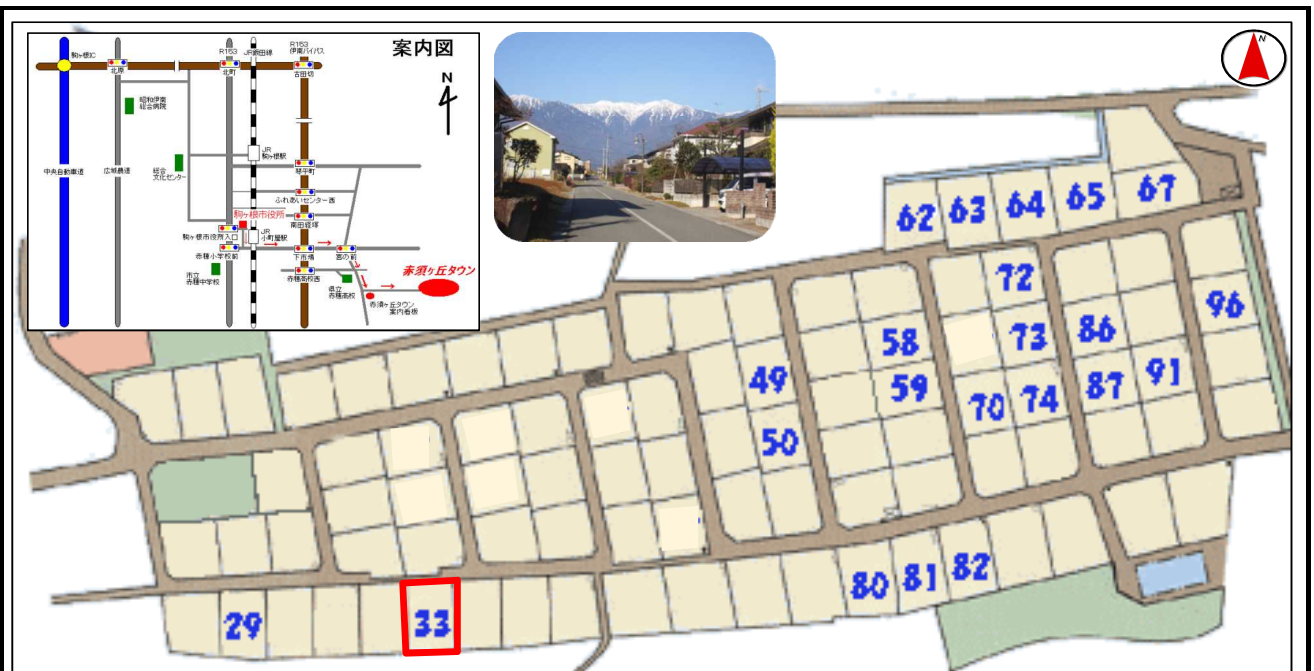 案内図
N
R153
JR飯田線
R153
伊南バイパス
駒ヶ根IC
北原
北町
古田切
昭和伊南
総合病院
JR
駒ヶ根駅
中央自動車道
広域農道
総合
文化センター
琴平町
ふれあいセンター西
駒ヶ根市役所
南田経塚
駒ヶ根市役所入口
JR
小町屋駅
赤穂小学校前
下市場
宮の前
市立
赤穂中学校
赤穂高校西
県立
赤穂高校
赤須ヶ丘タウン
赤須ヶ丘タウン
案内看板
N
62 63 64 65 67
72
58 73 86 96
49 59 70 74 87 91
50
80 81 82
29 33